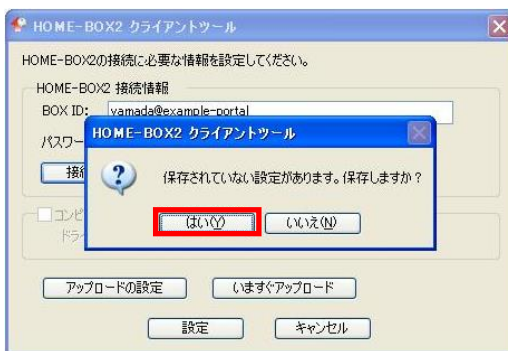 HOME-BOX2 クライアントツール
HOME-BOX2の接続に必要な情報を設定してください。
HOME-BOX2 接続情報
BOX ID: yamada@example-portal
パスワー
HOME-BOX2 クライアントツール
保存されていない設定があります。保存しますか？
はい(Y) いいえ(N)
接続
コンピ
ドラ
アップロードの設定 いますぐアップロード
設定 キャンセル